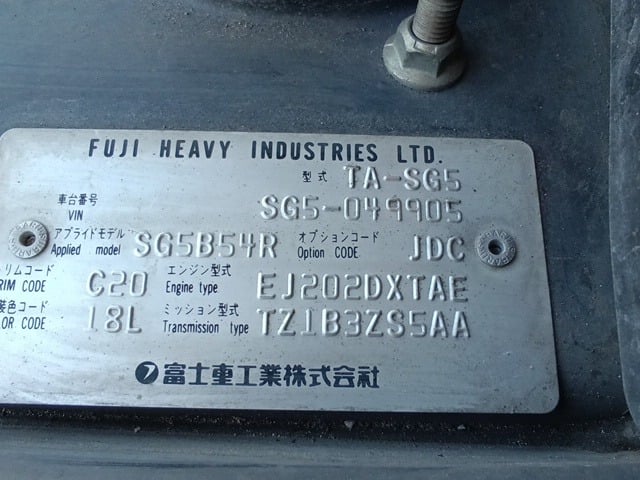 FUJI HEAVY INDUSTRIES LTD.
型式 TA-SG5
車台番号 VIN SG5-049905
アプライドモデル Applied model SG5B54R オプションコード Option CODE JDC
リムコード RIM CODE C20 エンジン型式 Engine type EJ202DXTAE
装色コード LOR CODE 18L ミッション型式 Transmission type TZ1B3ZS5AA
富士重工業株式会社